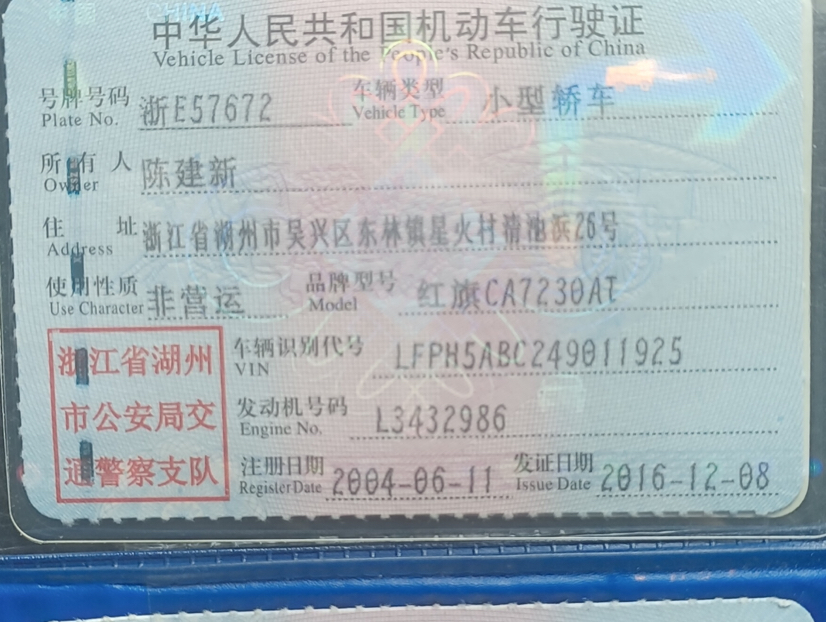 中华人民共和国机动车行驶证
Vehicle License of the People's Republic of China
号牌号码 浙E57672 车辆类型 小型轿车
Plate No. Vehicle Type
所有人 陈建新
Owner
住址 浙江省湖州市吴兴区东林镇星火村清池浜26号
Address
使用性质 非营运 品牌型号 红旗CA7230AT
Use Character Model
浙江省湖州
市公安局交
通警察支队
车辆识别代号 LFPH5ABC249011925
VIN
发动机号码 L3432986
Engine No.
注册日期 2004-06-11 发证日期 2016-12-08
Register Date Issue Date